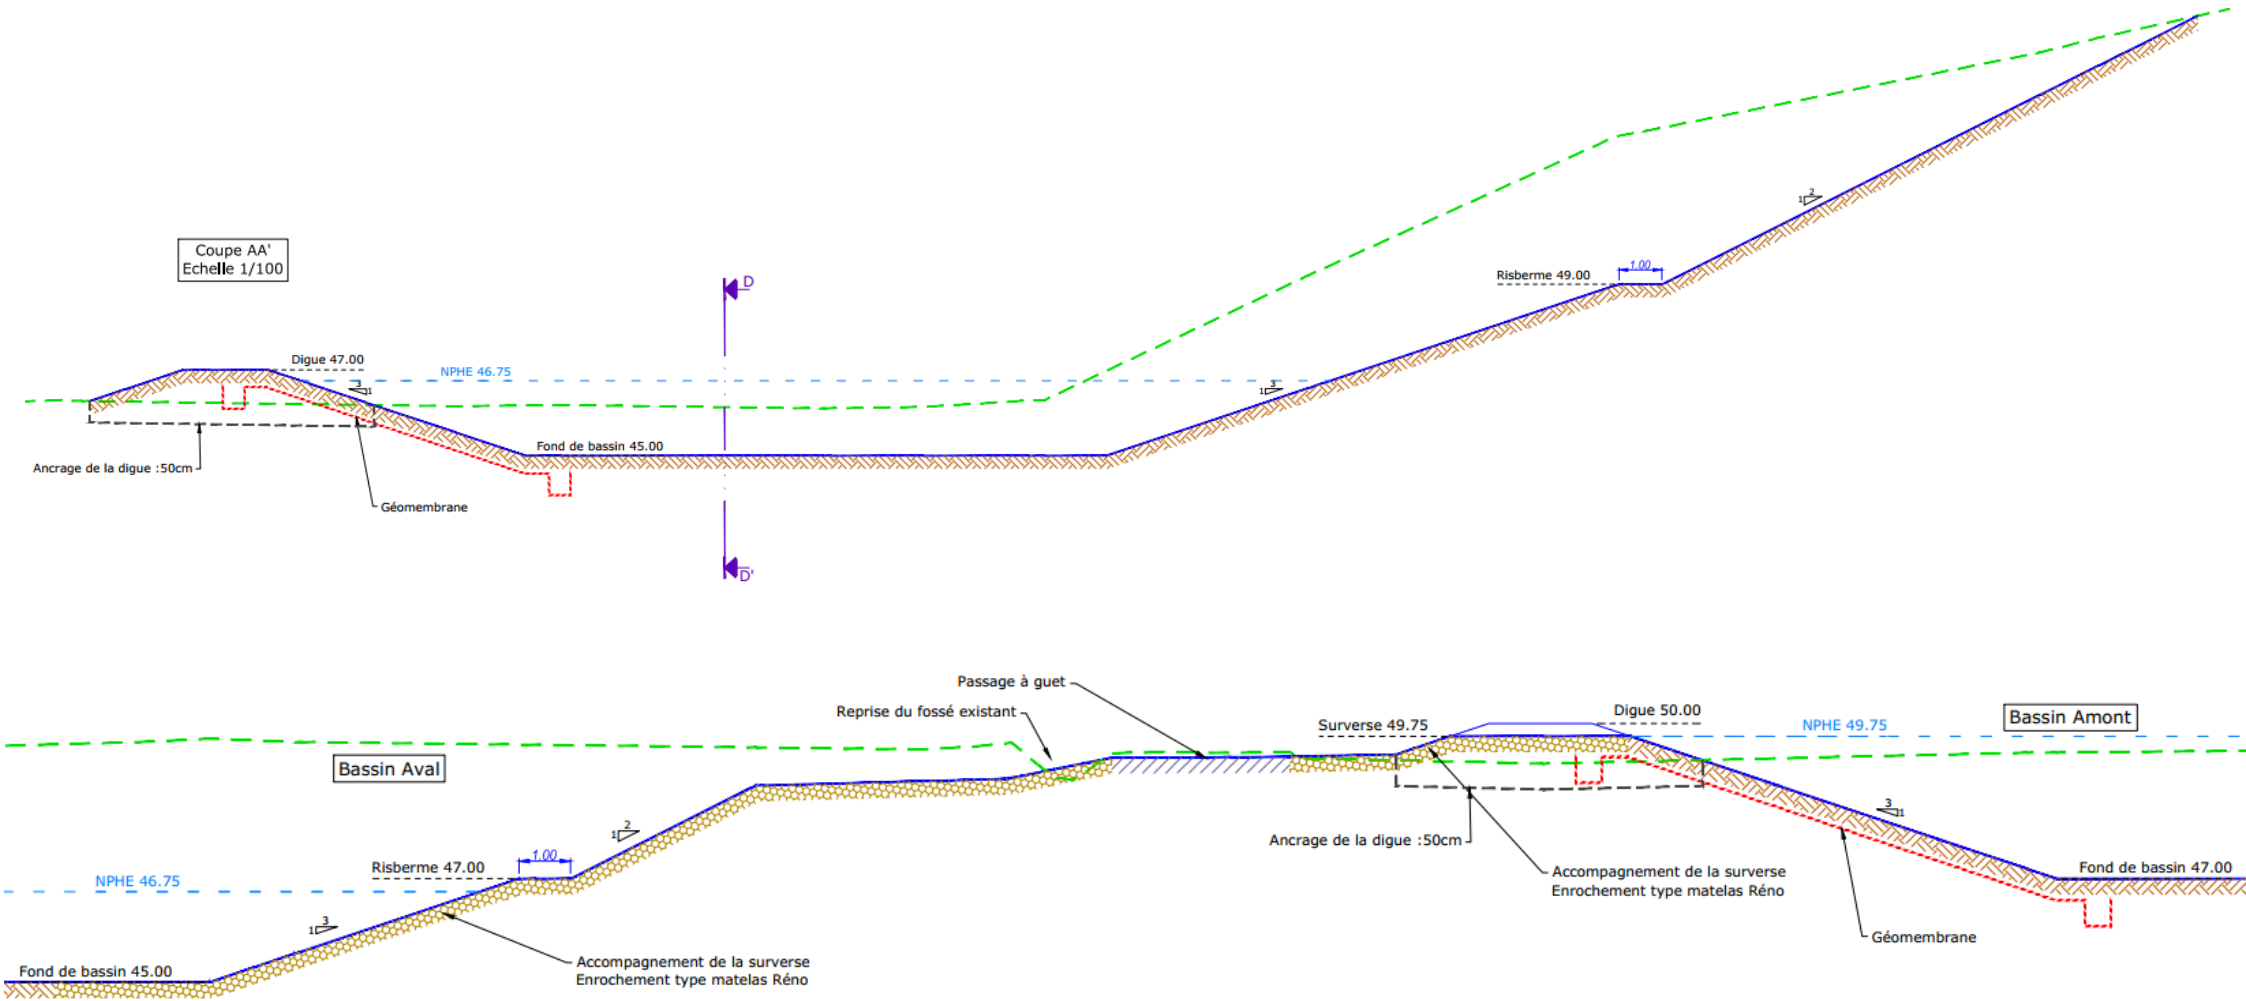 Coupe AA'
Echelle 1/100
D
2
1
Risberme 49.00
1.00
Digue 47.00
NPHE 46.75
3
1
3
1
Fond de bassin 45.00
Ancrage de la digue :50cm
Géomembrane
D'
Passage à guet
Reprise du fossé existant
Surverse 49.75
Digue 50.00
NPHE 49.75
Bassin Amont
Bassin Aval
2
1
3
1
Ancrage de la digue :50cm
Risberme 47.00
1.00
NPHE 46.75
Accompagnement de la surverse
Enrochement type matelas Réno
Fond de bassin 47.00
3
1
Géomembrane
Fond de bassin 45.00
Accompagnement de la surverse
Enrochement type matelas Réno